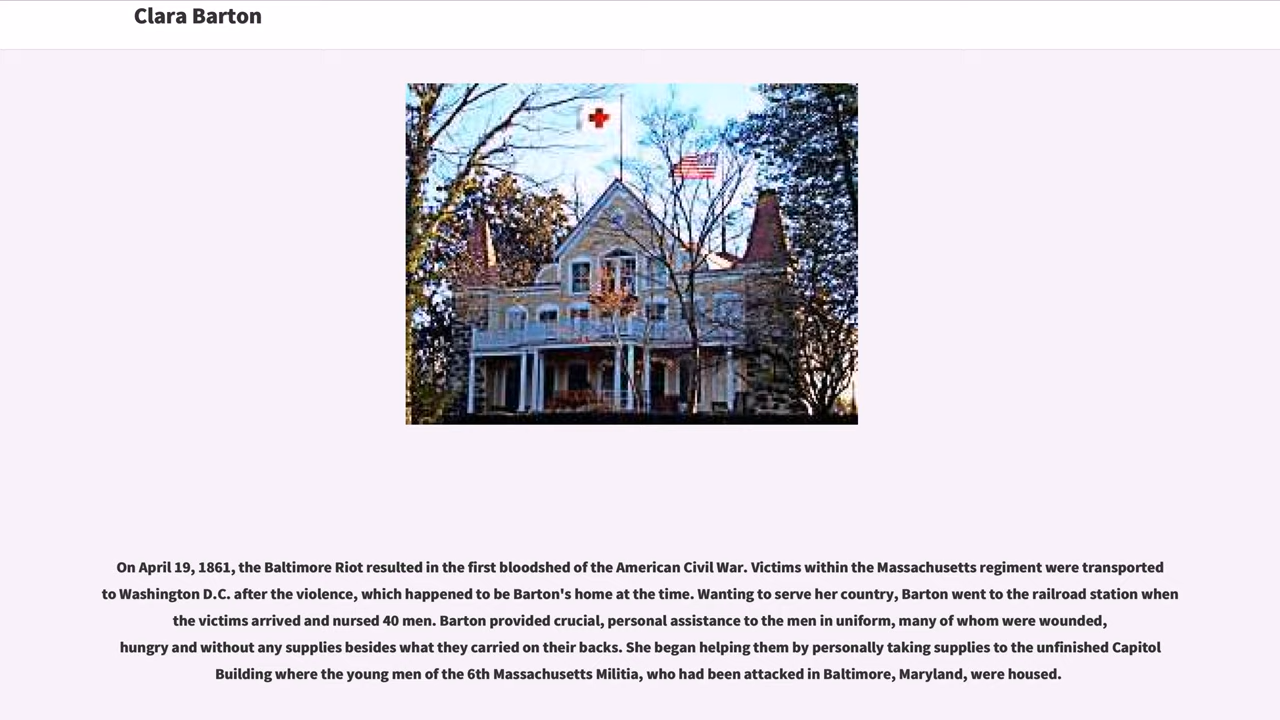 Clara Barton
On April 19, 1861, the Baltimore Riot resulted in the first bloodshed of the American Civil War. Victims within the Massachusetts regiment were transported
to Washington D.C. after the violence, which happened to be Barton's home at the time. Wanting to serve her country, Barton went to the railroad station when
the victims arrived and nursed 40 men. Barton provided crucial, personal assistance to the men in uniform, many of whom were wounded,
hungry and without any supplies besides what they carried on their backs. She began helping them by personally taking supplies to the unfinished Capitol
Building where the young men of the 6th Massachusetts Militia, who had been attacked in Baltimore, Maryland, were housed.